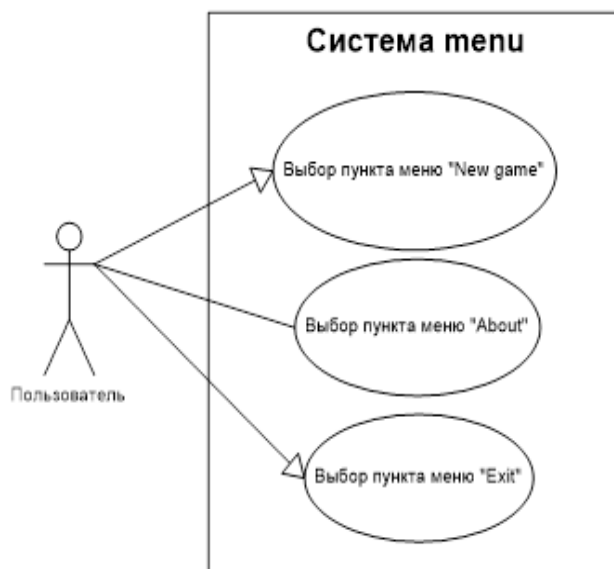 Система menu
Выбор пункта меню "New game"
Выбор пункта меню "About"
Пользователь
Выбор пункта меню "Exit"